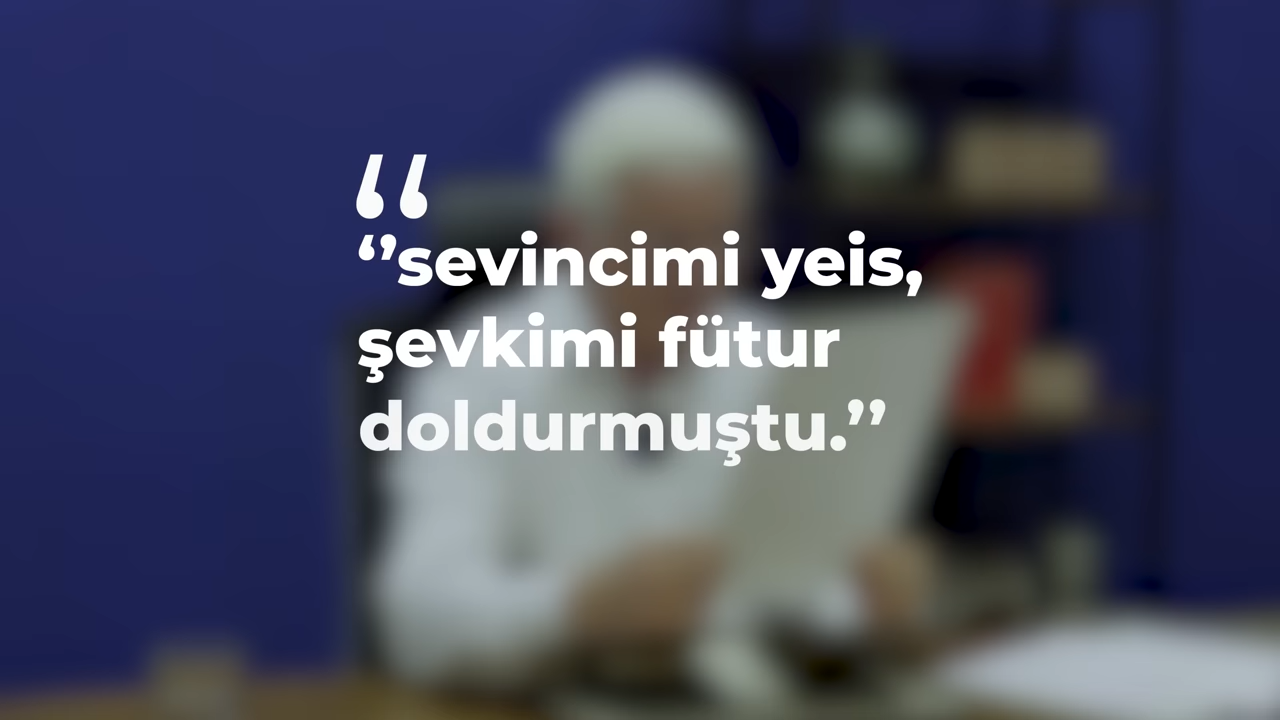 “
‘’sevincimi yeis,
şevkimi fütur
doldurmuştu.’’